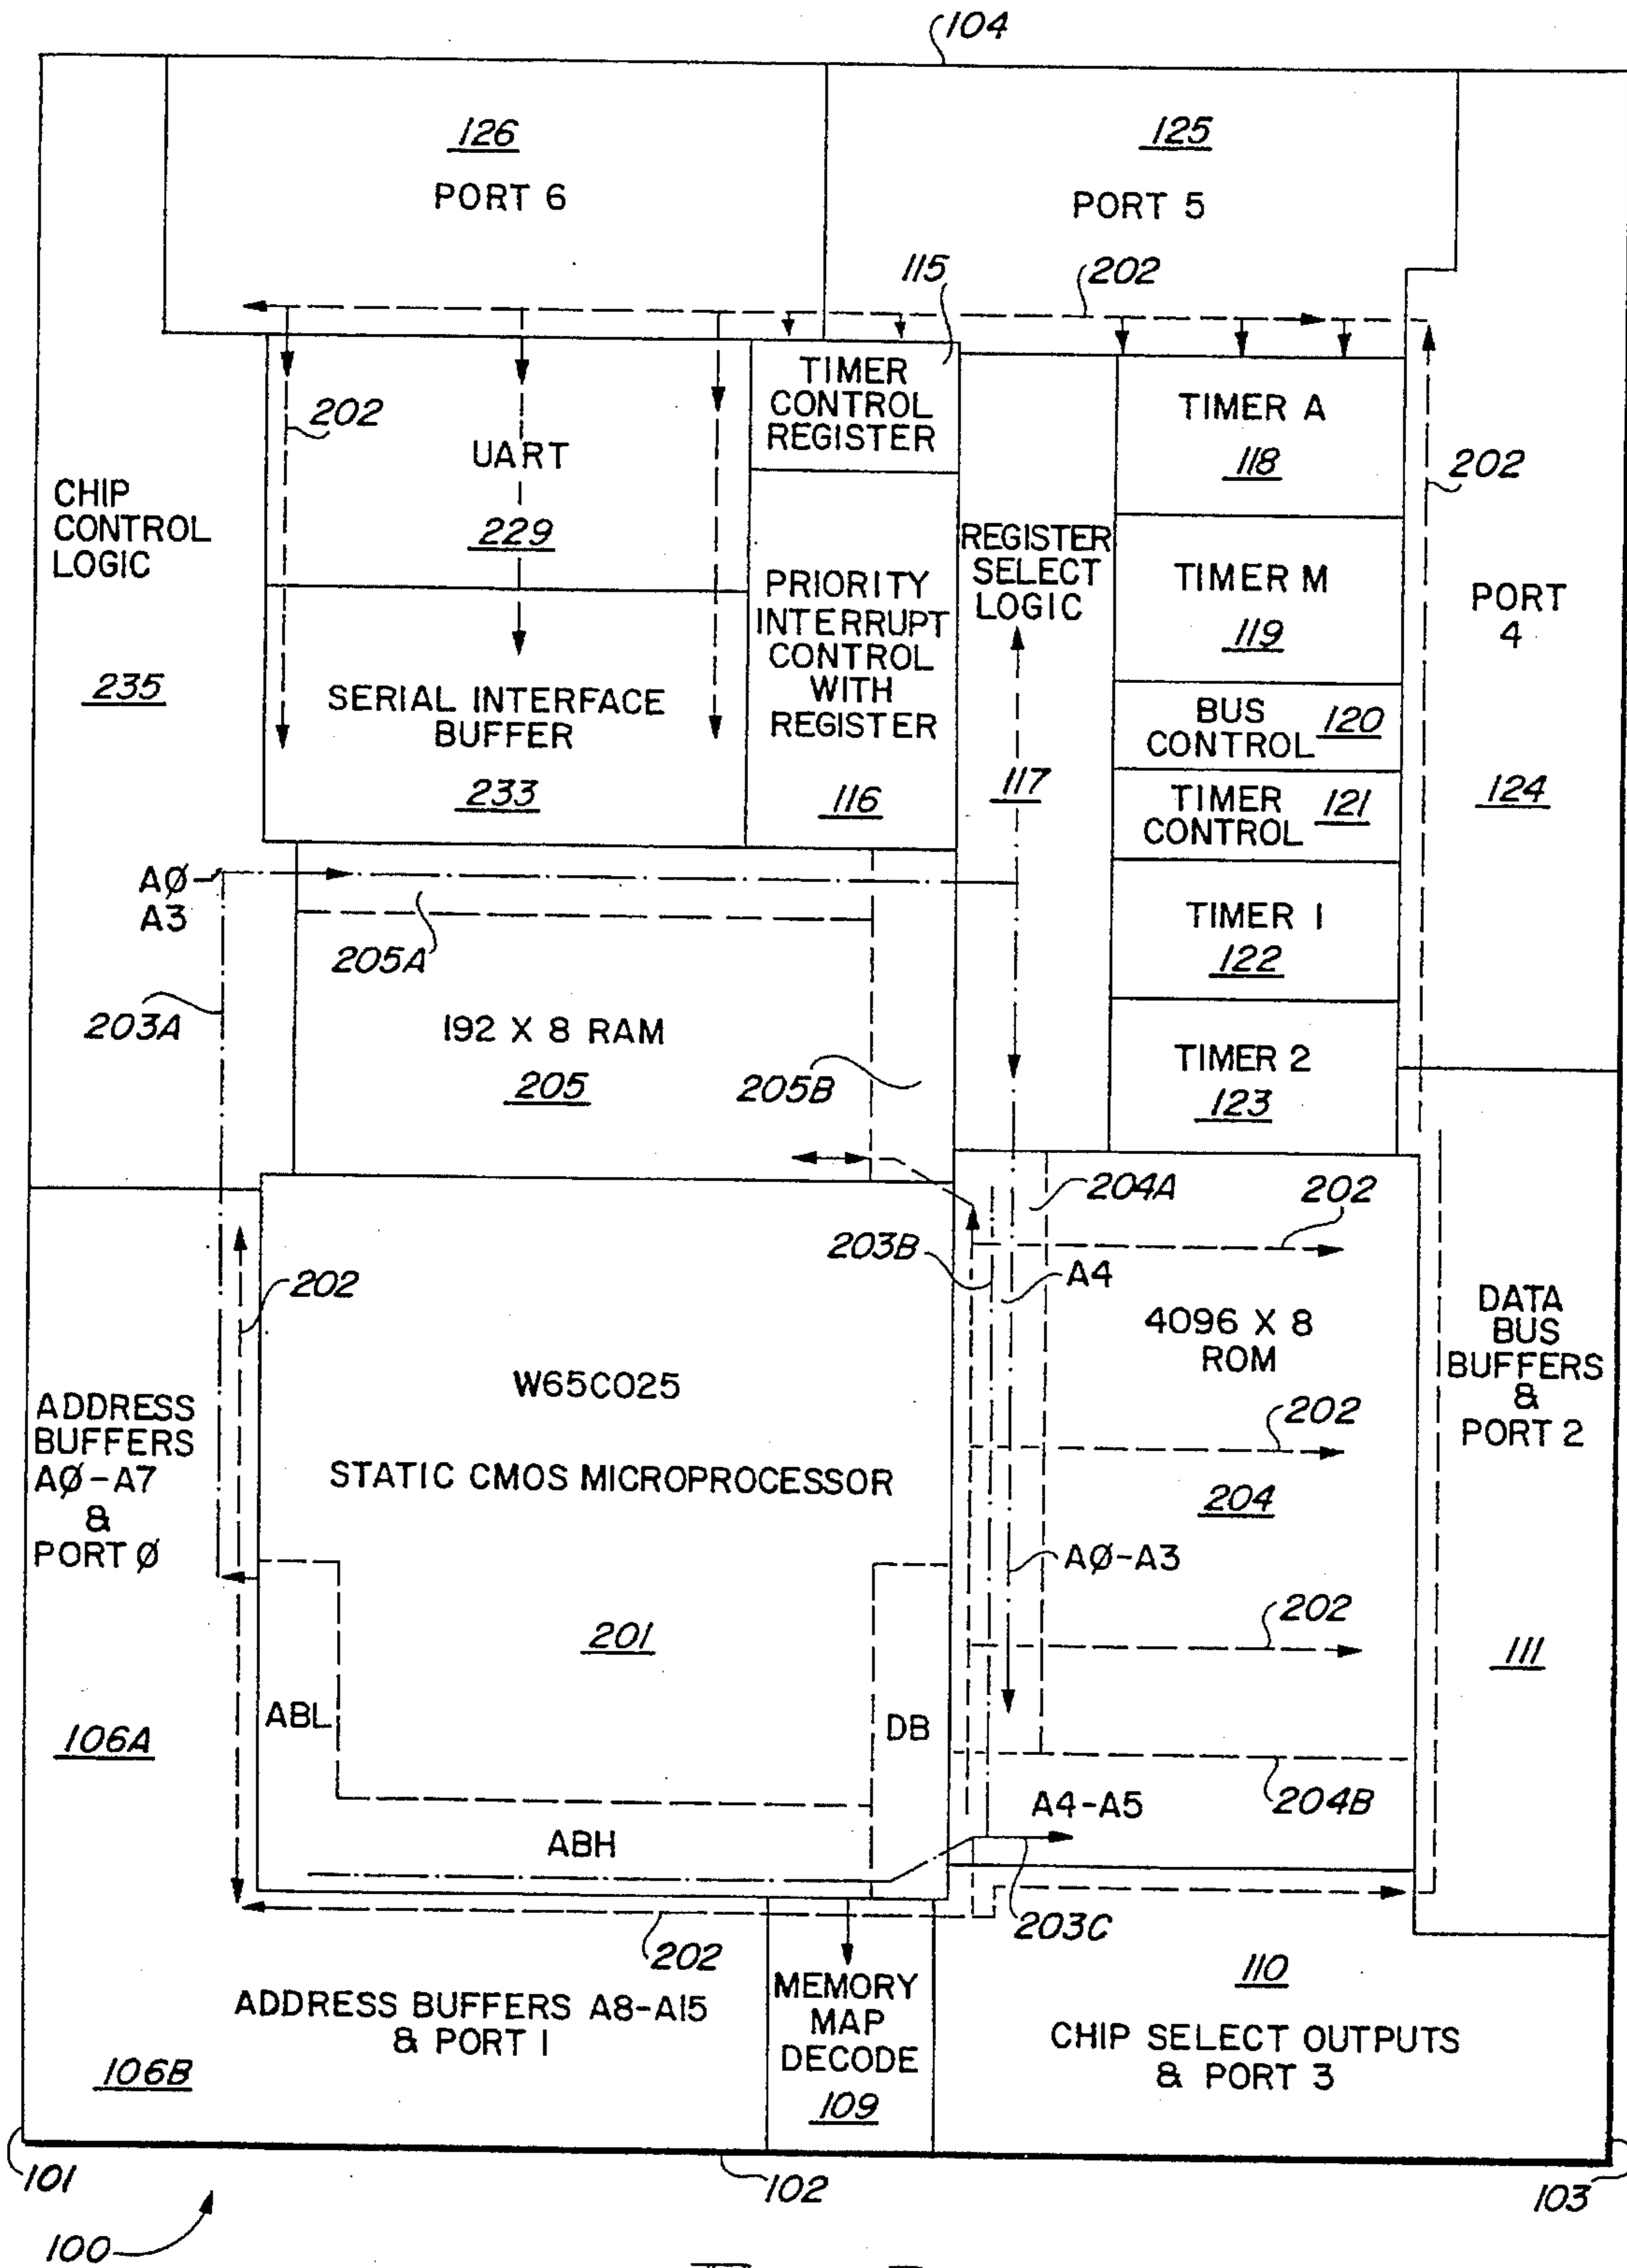 104
126
PORT 6
125
PORT 5
115
202
TIMER
CONTROL
REGISTER
TIMER A
118
202
UART
229
202
CHIP
CONTROL
LOGIC
235
REGISTER
SELECT
LOGIC
117
TIMER M
119
PORT
4
124
PRIORITY
INTERRUPT
CONTROL
WITH
REGISTER
116
SERIAL INTERFACE
BUFFER
233
BUS
CONTROL
120
TIMER
CONTROL
121
AØ-
A3
205A
203A
TIMER 1
122
192 X 8 RAM
205
205B
TIMER 2
123
204A
202
203B
A4
202
4096 X 8
ROM
DATA
BUS
BUFFERS
&
PORT 2
111
W65C025
STATIC CMOS MICROPROCESSOR
201
ADDRESS
BUFFERS
AØ-A7
&
PORT Ø
106A
202
204
AØ-A3
202
ABL
DB
ABH
A4-A5
204B
203C
202
ADDRESS BUFFERS A8-A15
& PORT 1
106B
MEMORY
MAP
DECODE
109
110
CHIP SELECT OUTPUTS
& PORT 3
101
102
103
100